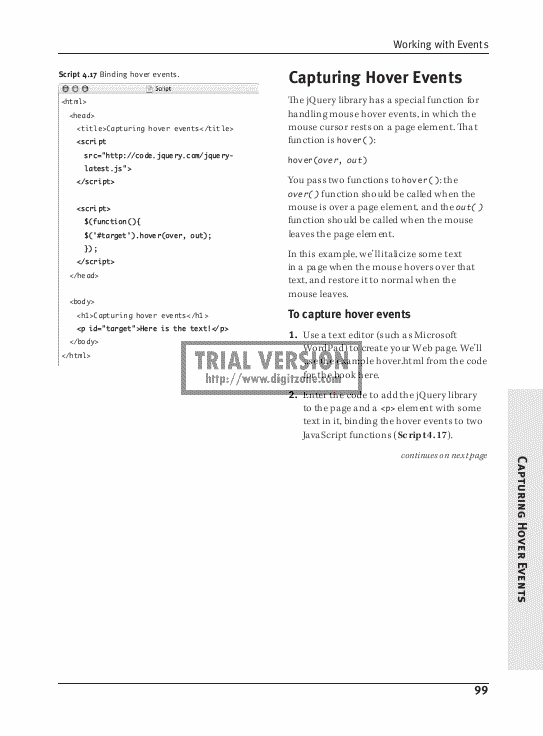 Working with Events
Script 4.17 Binding hover events.
Script
<html>
<head>
<title>Capturing hover events</title>
<script
src="http://code.jquery.com/jquery-
latest.js">
</script>
<script>
$(function(){
$('#target').hover(over, out);
});
</script>
</head>
<body>
<h1>Capturing hover events</h1>
<p id="target">Here is the text!</p>
</body>
</html>
Capturing Hover Events
The jQuery library has a special function for
handling mouse hover events, in which the
mouse cursor rests on a page element. That
function is hover():
hover(over, out)
You pass two functions to hover(): the
over() function should be called when the
mouse is over a page element, and the out()
function should be called when the mouse
leaves the page element.
In this example, we'll italicize some text
in a page when the mouse hovers over that
text, and restore it to normal when the
mouse leaves.
To capture hover events
1. Use a text editor (such as Microsoft
WordPad) to create your Web page. We'll
use the example hover.html from the code
for the book here.
2. Enter the code to add the jQuery library
to the page and a <p> element with some
text in it, binding the hover events to two
JavaScript functions (Script 4.17).
continues on next page
TRIAL VERSION
http://www.digitzone.com
Capturing Hover Events
99